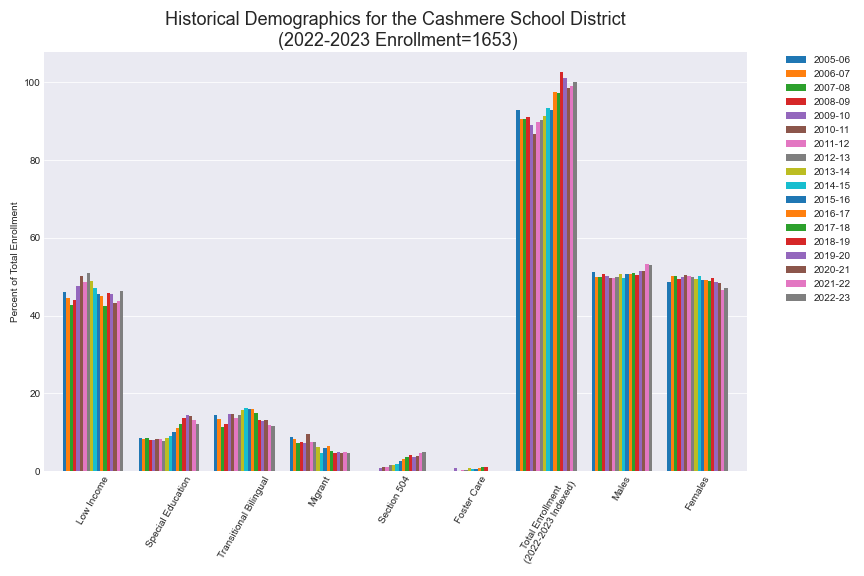 Historical Demographics for the Cashmere School District
(2022-2023 Enrollment=1653)
Percent of Total Enrollment
100
80
60
40
20
0
Low Income
Special Education
Transitional Bilingual
Migrant
Section 504
Foster Care
Total Enrollment
(2022-2023 Indexed)
Males
Females
2005-06
2006-07
2007-08
2008-09
2009-10
2010-11
2011-12
2012-13
2013-14
2014-15
2015-16
2016-17
2017-18
2018-19
2019-20
2020-21
2021-22
2022-23